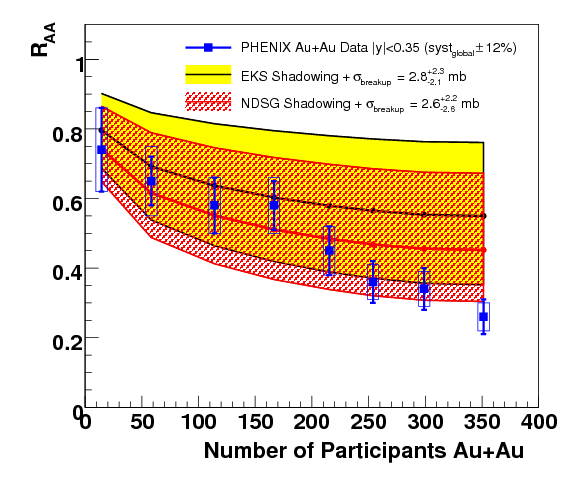 R_AA
PHENIX Au+Au Data |y|<0.35 (syst_global ± 12%)
EKS Shadowing + σ_breakup = 2.8^{+2.3}_{-2.1} mb
NDSG Shadowing + σ_breakup = 2.6^{+2.2}_{-2.6} mb
1
0.8
0.6
0.4
0.2
0
0 50 100 150 200 250 300 350 400
Number of Participants Au+Au